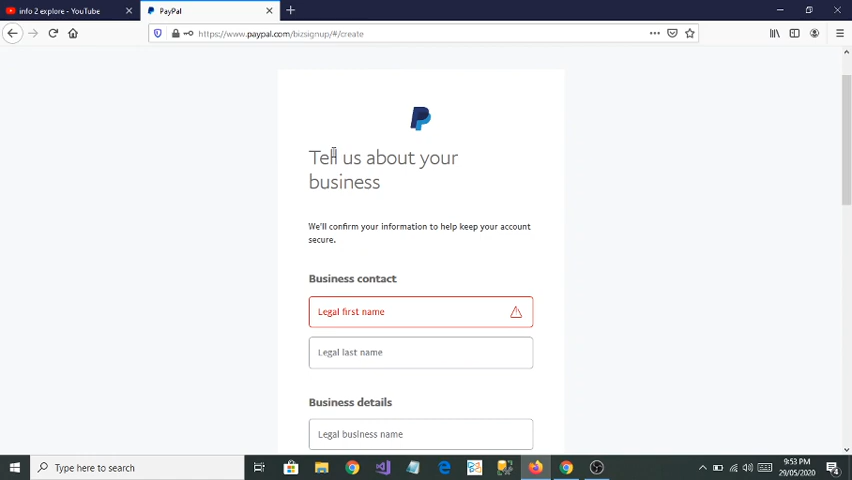 info 2 explore - YouTube
PayPal
https://www.paypal.com/bizsignup/#/create
Tell us about your
business
We'll confirm your information to help keep your account
secure.
Business contact
Legal first name
Legal last name
Business details
Legal business name
Type here to search
9:53 PM
29/05/2020
4